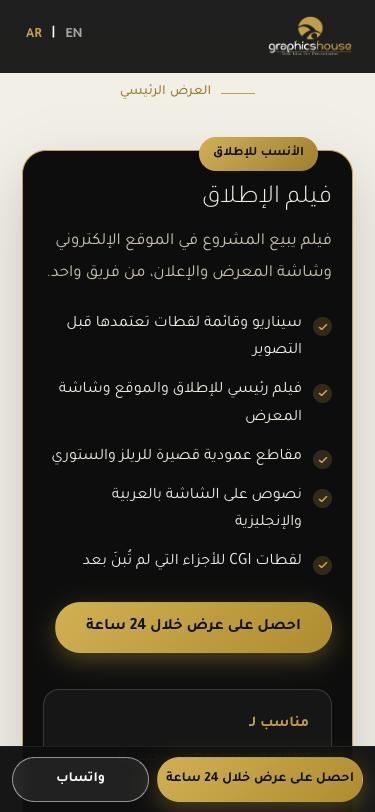 graphicshouse
AR | EN
العرض الرئيسي
الأنسب للإطلاق
فيلم الإطلاق
فيلم يبيع المشروع في الموقع الإلكتروني
وشاشة المعرض والإعلان، من فريق واحد.
سيناريو وقائمة لقطات تعتمدها قبل
التصوير
فيلم رئيسي للإطلاق والموقع وشاشة
المعرض
مقاطع عمودية قصيرة للريلز والستوري
نصوص على الشاشة بالعربية
والإنجليزية
لقطات CGI للأجزاء التي لم تُبنَ بعد
احصل على عرض خلال 24 ساعة
مناسب لـ
احصل على عرض خلال 24 ساعة
واتساب